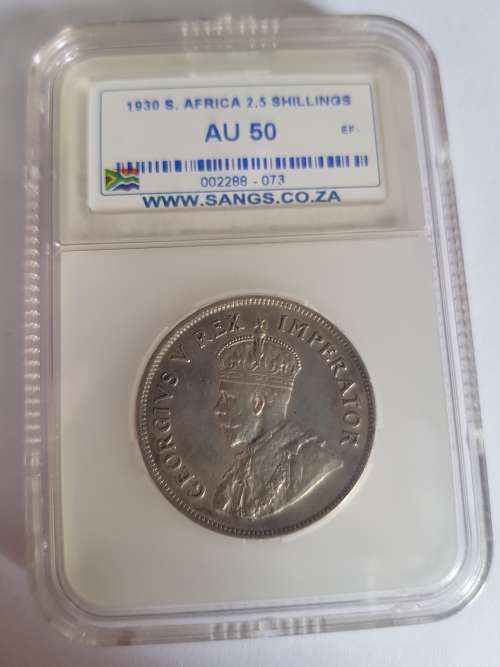 1930 S. AFRICA 2.5 SHILLINGS
AU 50
EF
002288 - 073
WWW.SANGS.CO.ZA
GEORGIVS V REX IMPERATOR